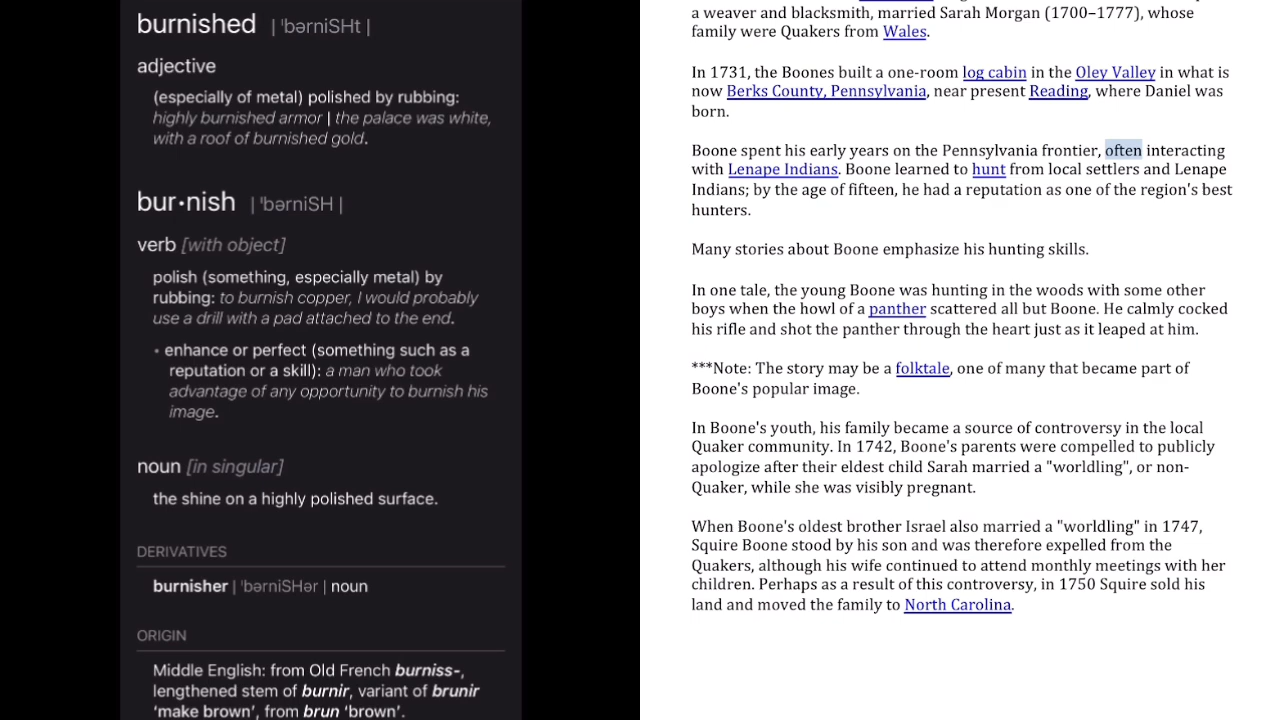 burnished | ˈbərniSHt |
adjective
(especially of metal) polished by rubbing:
highly burnished armor | the palace was white,
with a roof of burnished gold.
bur·nish | ˈbərniSH |
verb [with object]
polish (something, especially metal) by
rubbing: to burnish copper, I would probably
use a drill with a pad attached to the end.
• enhance or perfect (something such as a
reputation or a skill): a man who took
advantage of any opportunity to burnish his
image.
noun [in singular]
the shine on a highly polished surface.
DERIVATIVES
burnisher | ˈbərniSHər | noun
ORIGIN
Middle English: from Old French burniss-,
lengthened stem of burnir, variant of brunir
‘make brown’, from brun ‘brown’.
a weaver and blacksmith, married Sarah Morgan (1700–1777), whose
family were Quakers from Wales.
In 1731, the Boones built a one-room log cabin in the Oley Valley in what is
now Berks County, Pennsylvania, near present Reading, where Daniel was
born.
Boone spent his early years on the Pennsylvania frontier, often interacting
with Lenape Indians. Boone learned to hunt from local settlers and Lenape
Indians; by the age of fifteen, he had a reputation as one of the region's best
hunters.
Many stories about Boone emphasize his hunting skills.
In one tale, the young Boone was hunting in the woods with some other
boys when the howl of a panther scattered all but Boone. He calmly cocked
his rifle and shot the panther through the heart just as it leaped at him.
***Note: The story may be a folktale, one of many that became part of
Boone's popular image.
In Boone's youth, his family became a source of controversy in the local
Quaker community. In 1742, Boone's parents were compelled to publicly
apologize after their eldest child Sarah married a "worldling", or non-
Quaker, while she was visibly pregnant.
When Boone's oldest brother Israel also married a "worldling" in 1747,
Squire Boone stood by his son and was therefore expelled from the
Quakers, although his wife continued to attend monthly meetings with her
children. Perhaps as a result of this controversy, in 1750 Squire sold his
land and moved the family to North Carolina.